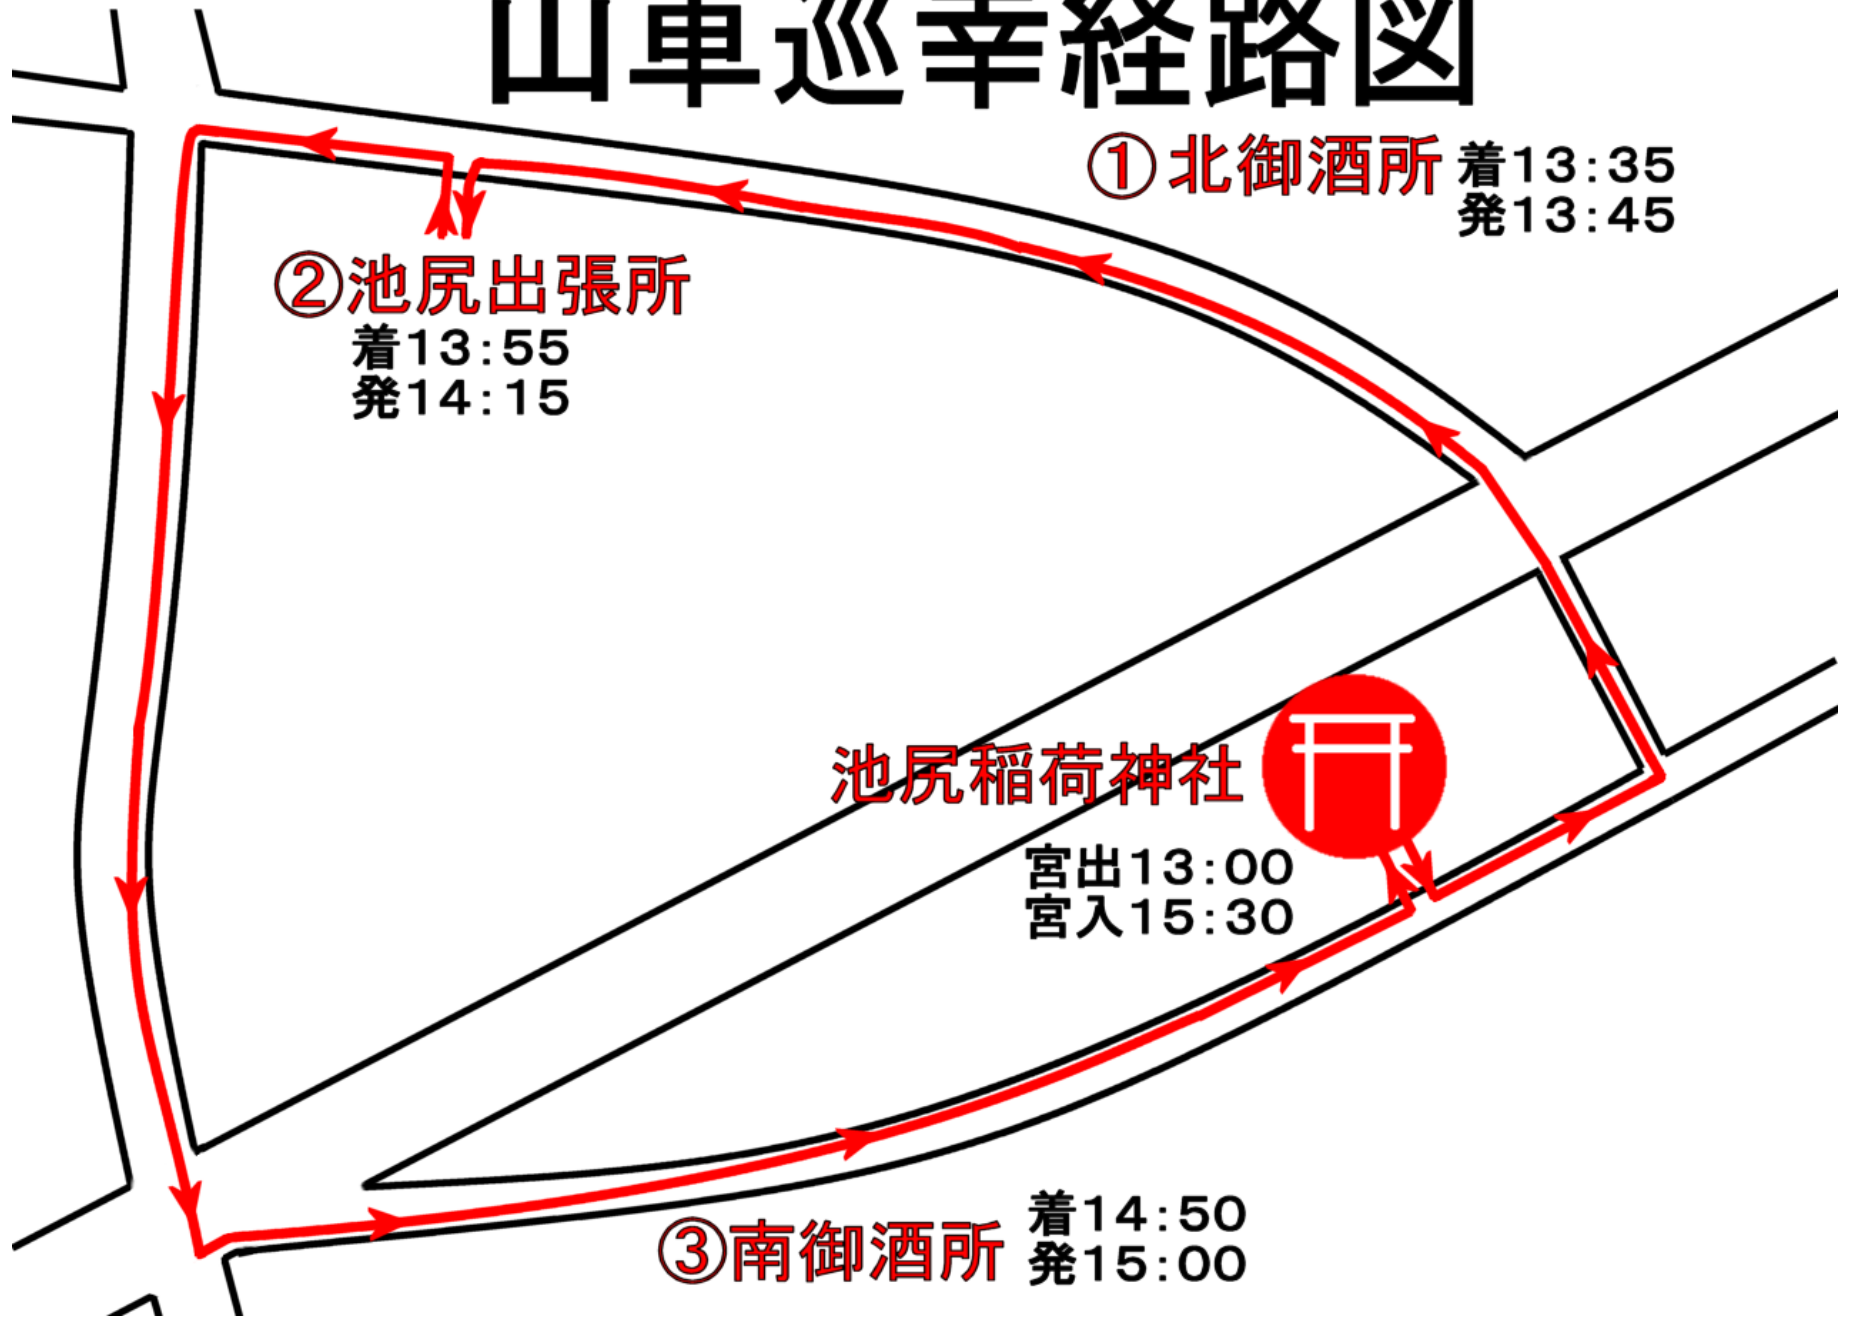 山車巡幸経路図
①北御酒所
着13:35
発13:45
②池尻出張所
着13:55
発14:15
池尻稲荷神社
宮出13:00
宮入15:30
③南御酒所
着14:50
発15:00